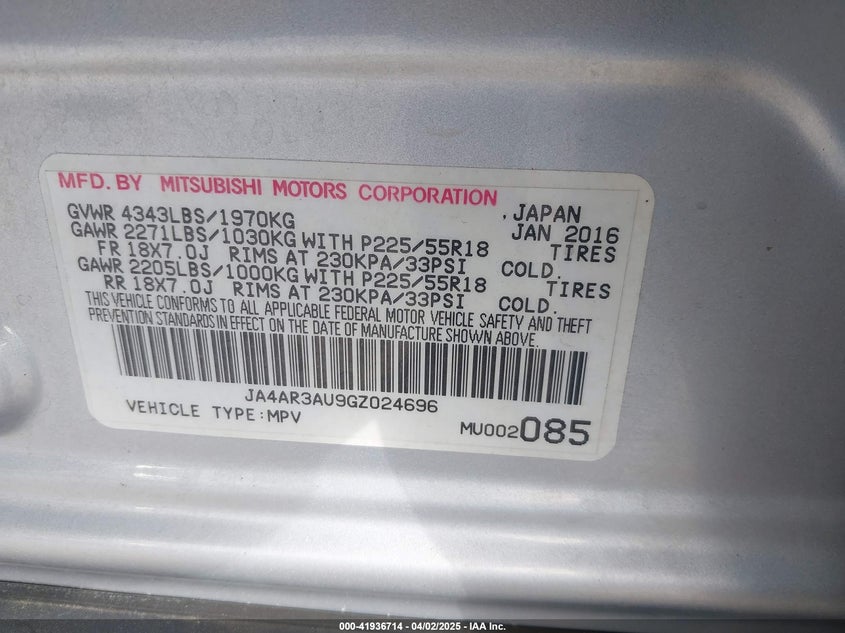 MFD. BY MITSUBISHI MOTORS CORPORATION
GVWR 4343LBS/1970KG . JAPAN
GAWR 2271LBS/1030KG WITH P225/55R18 JAN 2016
FR 18X7.0J RIMS AT 230KPA/33PSI COLD. TIRES
GAWR 2205LBS/1000KG WITH P225/55R18 TIRES
RR 18X7.0J RIMS AT 230KPA/33PSI COLD.
THIS VEHICLE CONFORMS TO ALL APPLICABLE FEDERAL MOTOR VEHICLE SAFETY AND THEFT
PREVENTION STANDARDS IN EFFECT ON THE DATE OF MANUFACTURE SHOWN ABOVE.
JA4AR3AU9GZ024696
VEHICLE TYPE:MPV MU002085
000-41936714 - 04/02/2025 - IAA Inc.